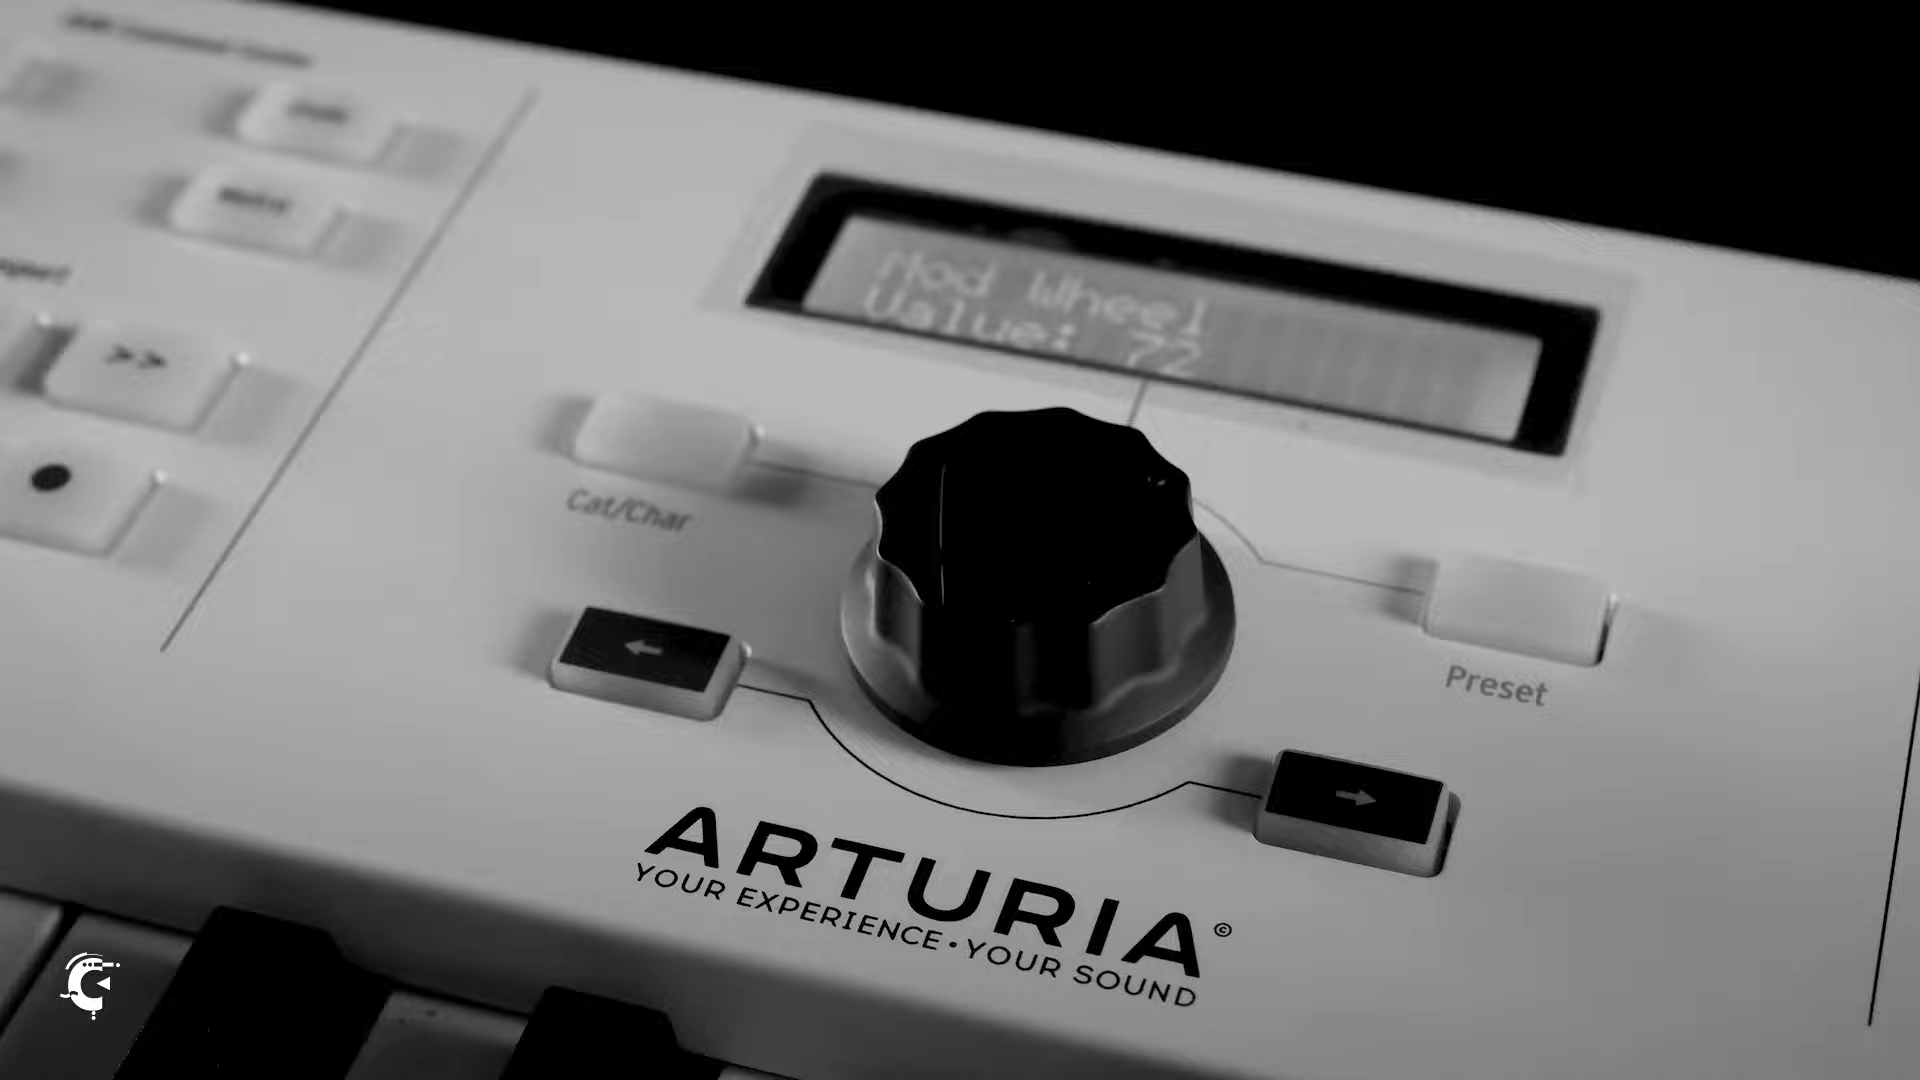 >>
Mod Wheel
Value: 72
Cat/Char
Preset
ARTURIA©
YOUR EXPERIENCE • YOUR SOUND